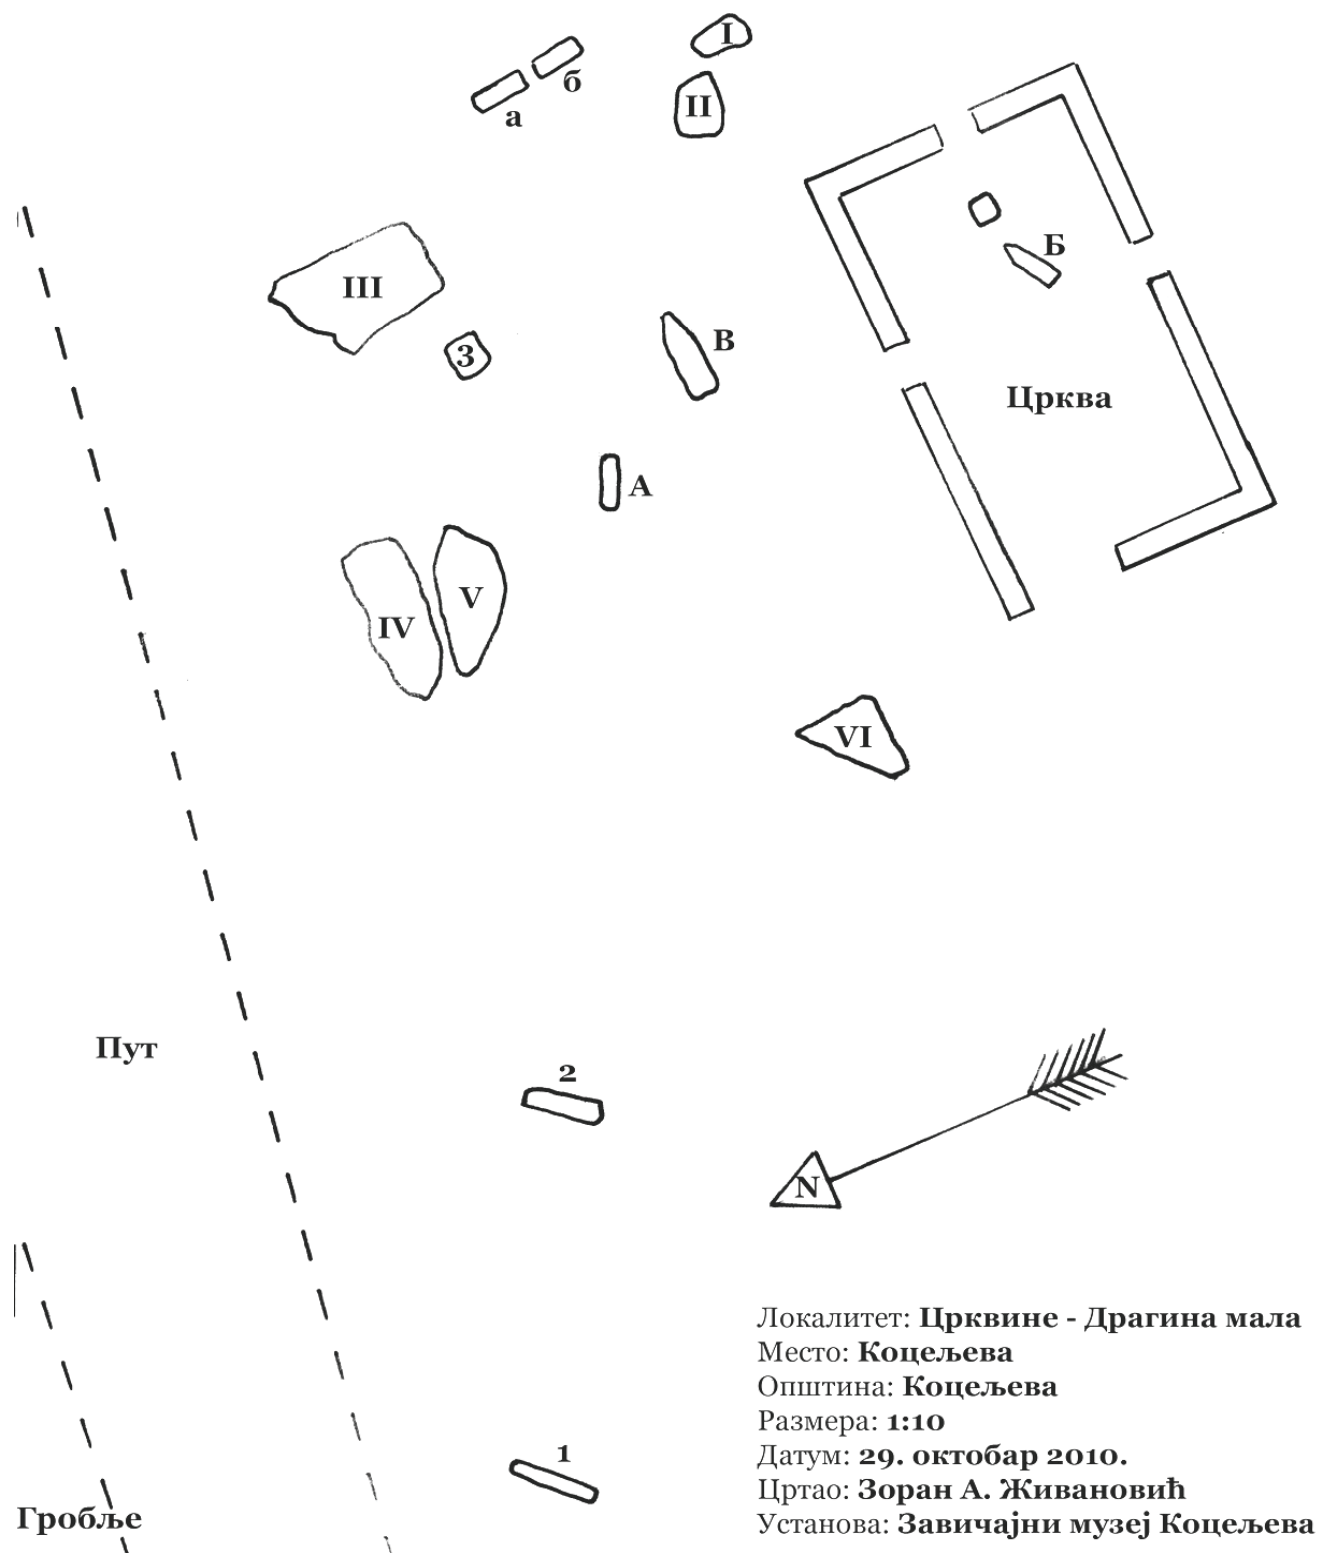 I
б
II
а
Б
III
В
3
Црква
А
V
IV
VI
Пут
2
N
Локалитет: Црквине - Драгина мала
Место: Коцељева
Општина: Коцељева
Размера: 1:10
Датум: 29. октобар 2010.
1
Цртао: Зоран А. Живановић
Гробље
Установа: Завичајни музеј Коцељева